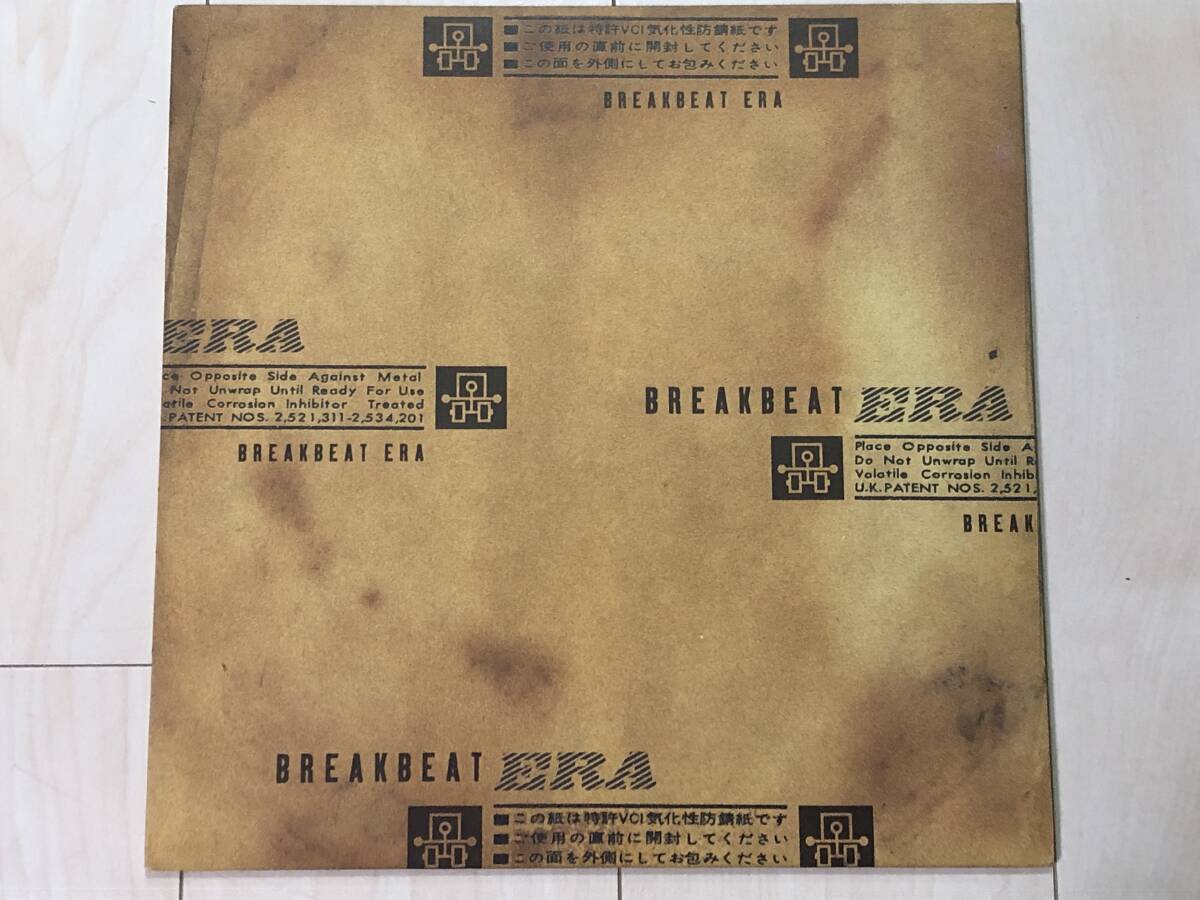 ■この紙は特許VCI気化性防錆紙です
■ご使用の直前に開封してください
■この面を外側にしてお包みください
BREAKBEAT ERA
ERA
ce Opposite Side Against Metal
Not Unwrap Until Ready For Use
atile Corrosion Inhibitor Treated
.PATENT NOS. 2,521,311-2,534,201
BREAKBEAT ERA
BREAKBEAT ERA
Place Opposite Side A
Do Not Unwrap Until R
Volatile Corrosion Inhib
U.K.PATENT NOS. 2,521,
BREAK
BREAKBEAT ERA
■この紙は特許VCI気化性防錆紙です
■ご使用の直前に開封してください
■この面を外側にしてお包みください